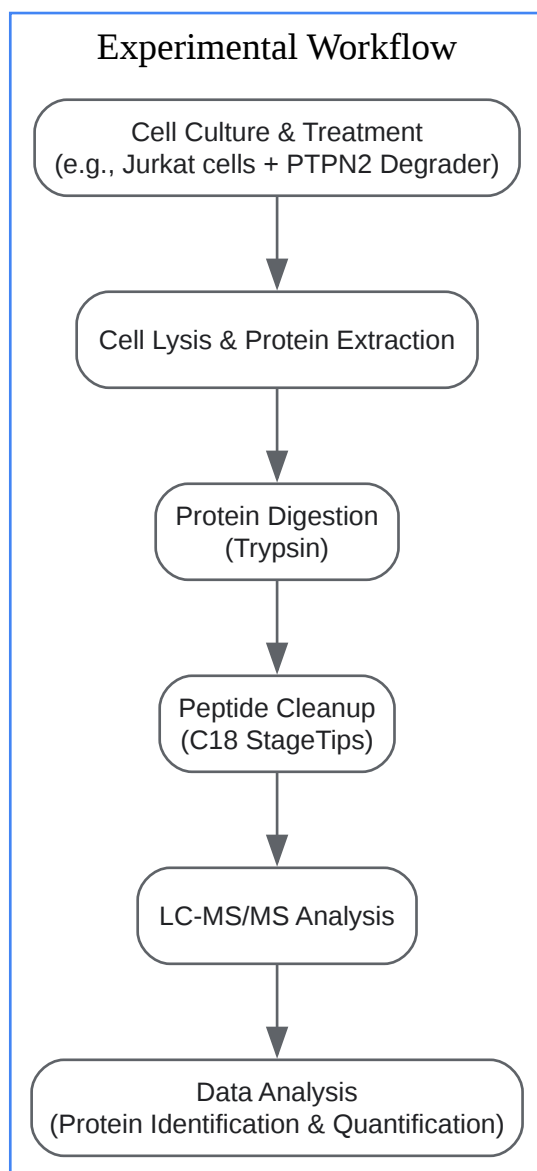 Experimental Workflow
Cell Culture & Treatment
(e.g., Jurkat cells + PTPN2 Degrader)
Cell Lysis & Protein Extraction
Protein Digestion
(Trypsin)
Peptide Cleanup
(C18 StageTips)
LC-MS/MS Analysis
Data Analysis
(Protein Identification & Quantification)